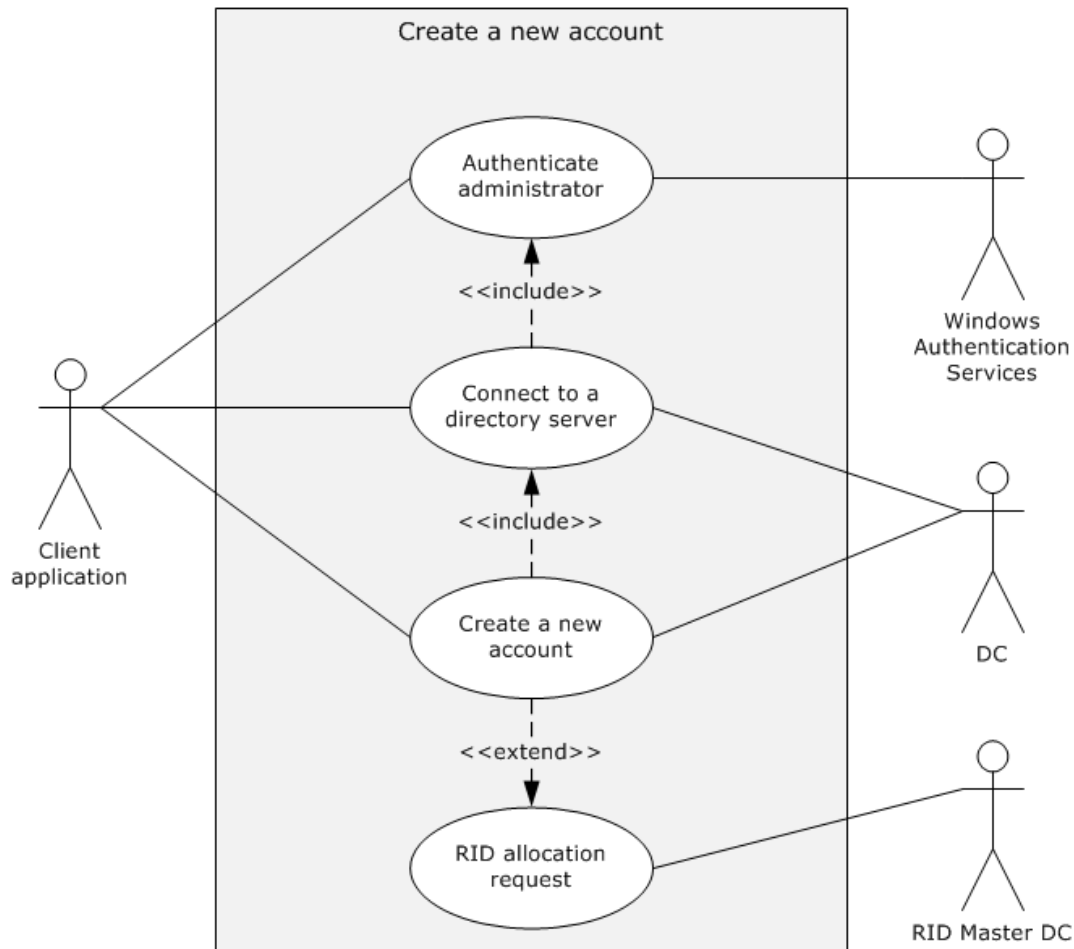 Create a new account
Authenticate
administrator
<<include>>
Windows
Authentication
Services
Connect to a
directory server
<<include>>
Client
application
Create a new
account
DC
<<extend>>
RID allocation
request
RID Master DC